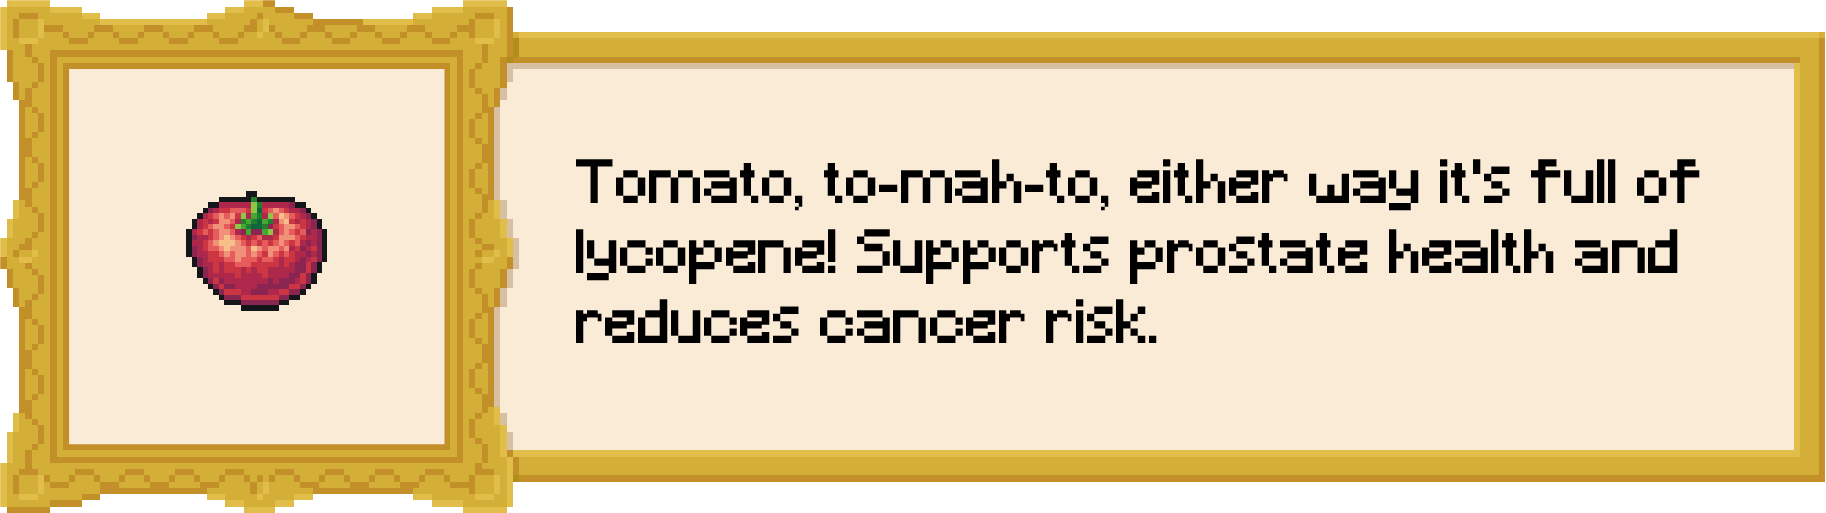 Tomato, to-mah-to, either way it's full of
lycopene! Supports prostate health and
reduces cancer risk.